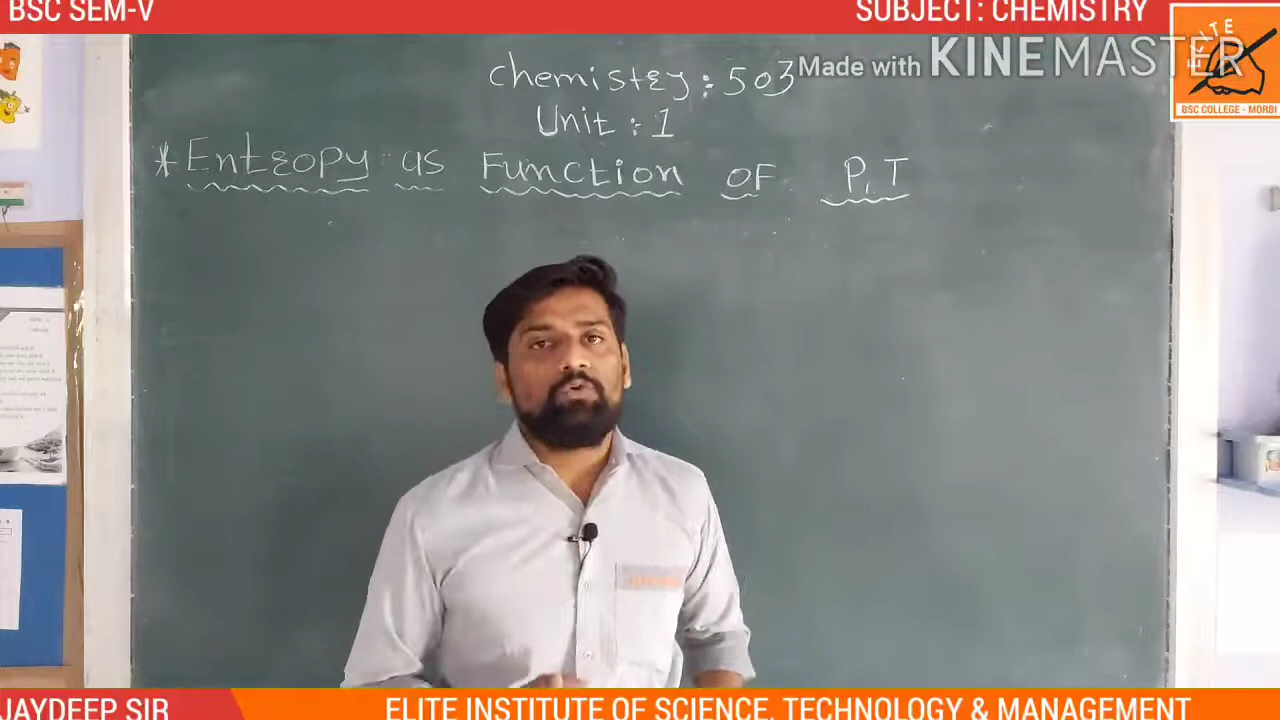 BSC SEM-V
SUBJECT: CHEMISTRY
Made with KINEMASTER
ELITE
BSC COLLEGE - MORBI
Chemistry : 503
Unit : 1
* Entropy as Function of P, T
JAYDEEP SIR
ELITE INSTITUTE OF SCIENCE, TECHNOLOGY & MANAGEMENT